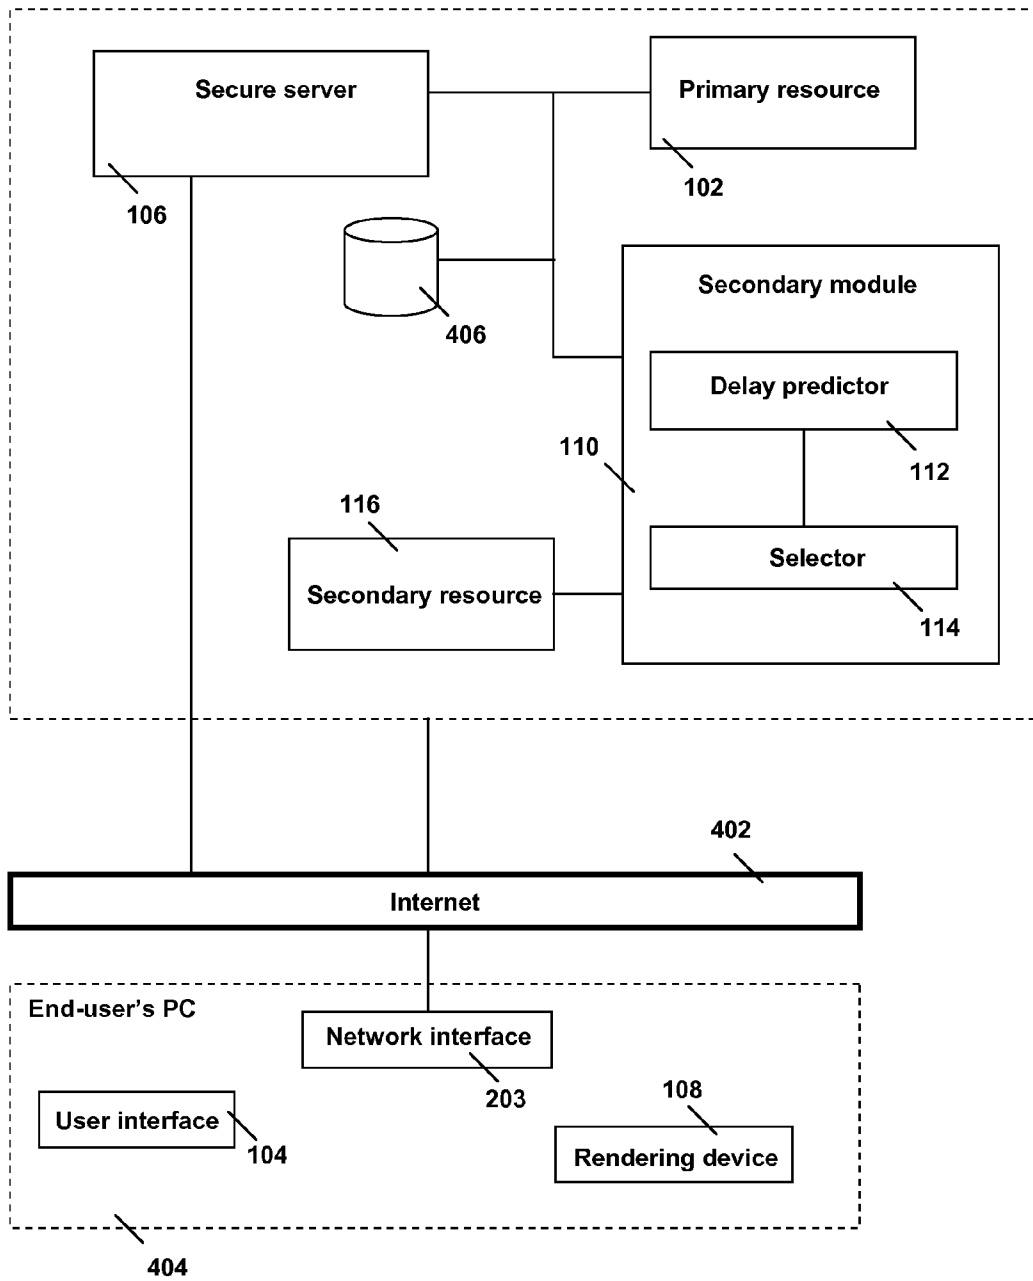 Secure server
Primary resource
102
106
Secondary module
406
Delay predictor
110
112
116
Selector
Secondary resource
114
402
Internet
End-user’s PC
Network interface
203
108
User interface
104
Rendering device
404